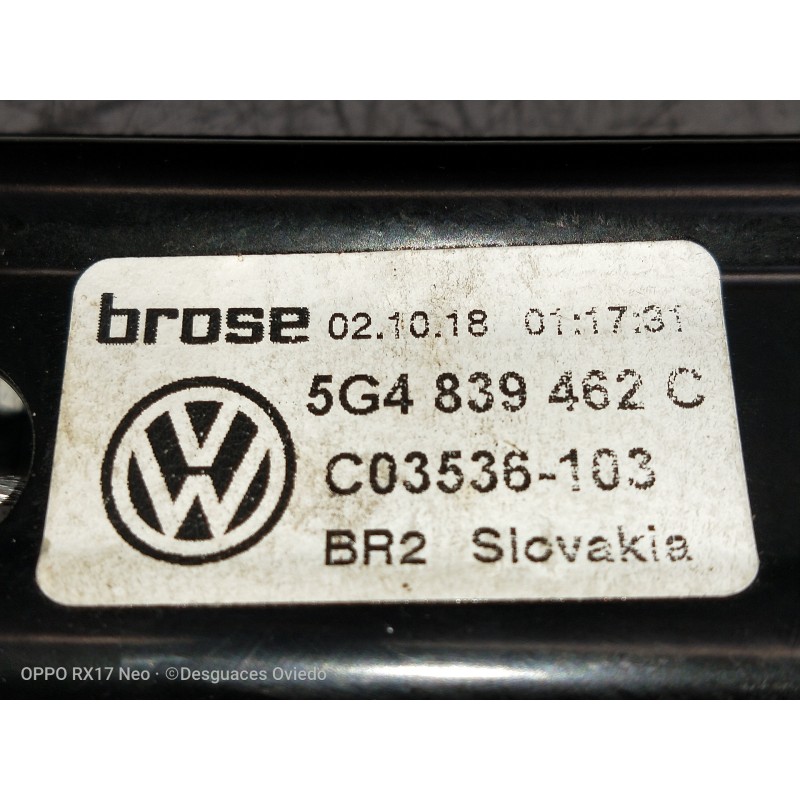 brose 02.10.18 01:17:31
5G4 839 462 C
C03536-103
BR2 Slovakia
OPPO RX17 Neo · ©Desguaces Oviedo